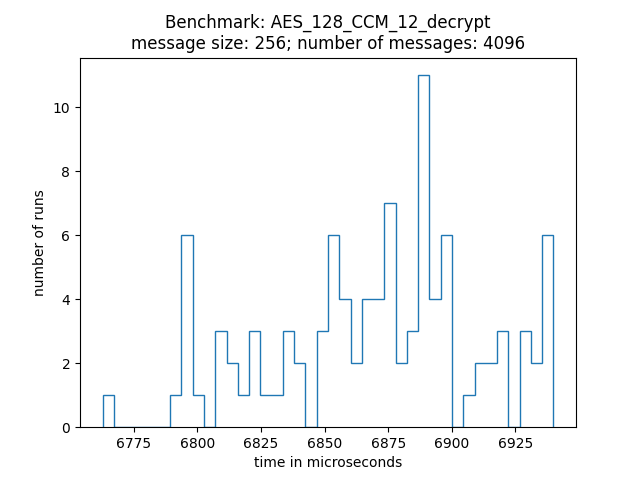 Benchmark: AES_128_CCM_12_decrypt
message size: 256; number of messages: 4096
number of runs
10
8
6
4
2
0
6775 6800 6825 6850 6875 6900 6925
time in microseconds